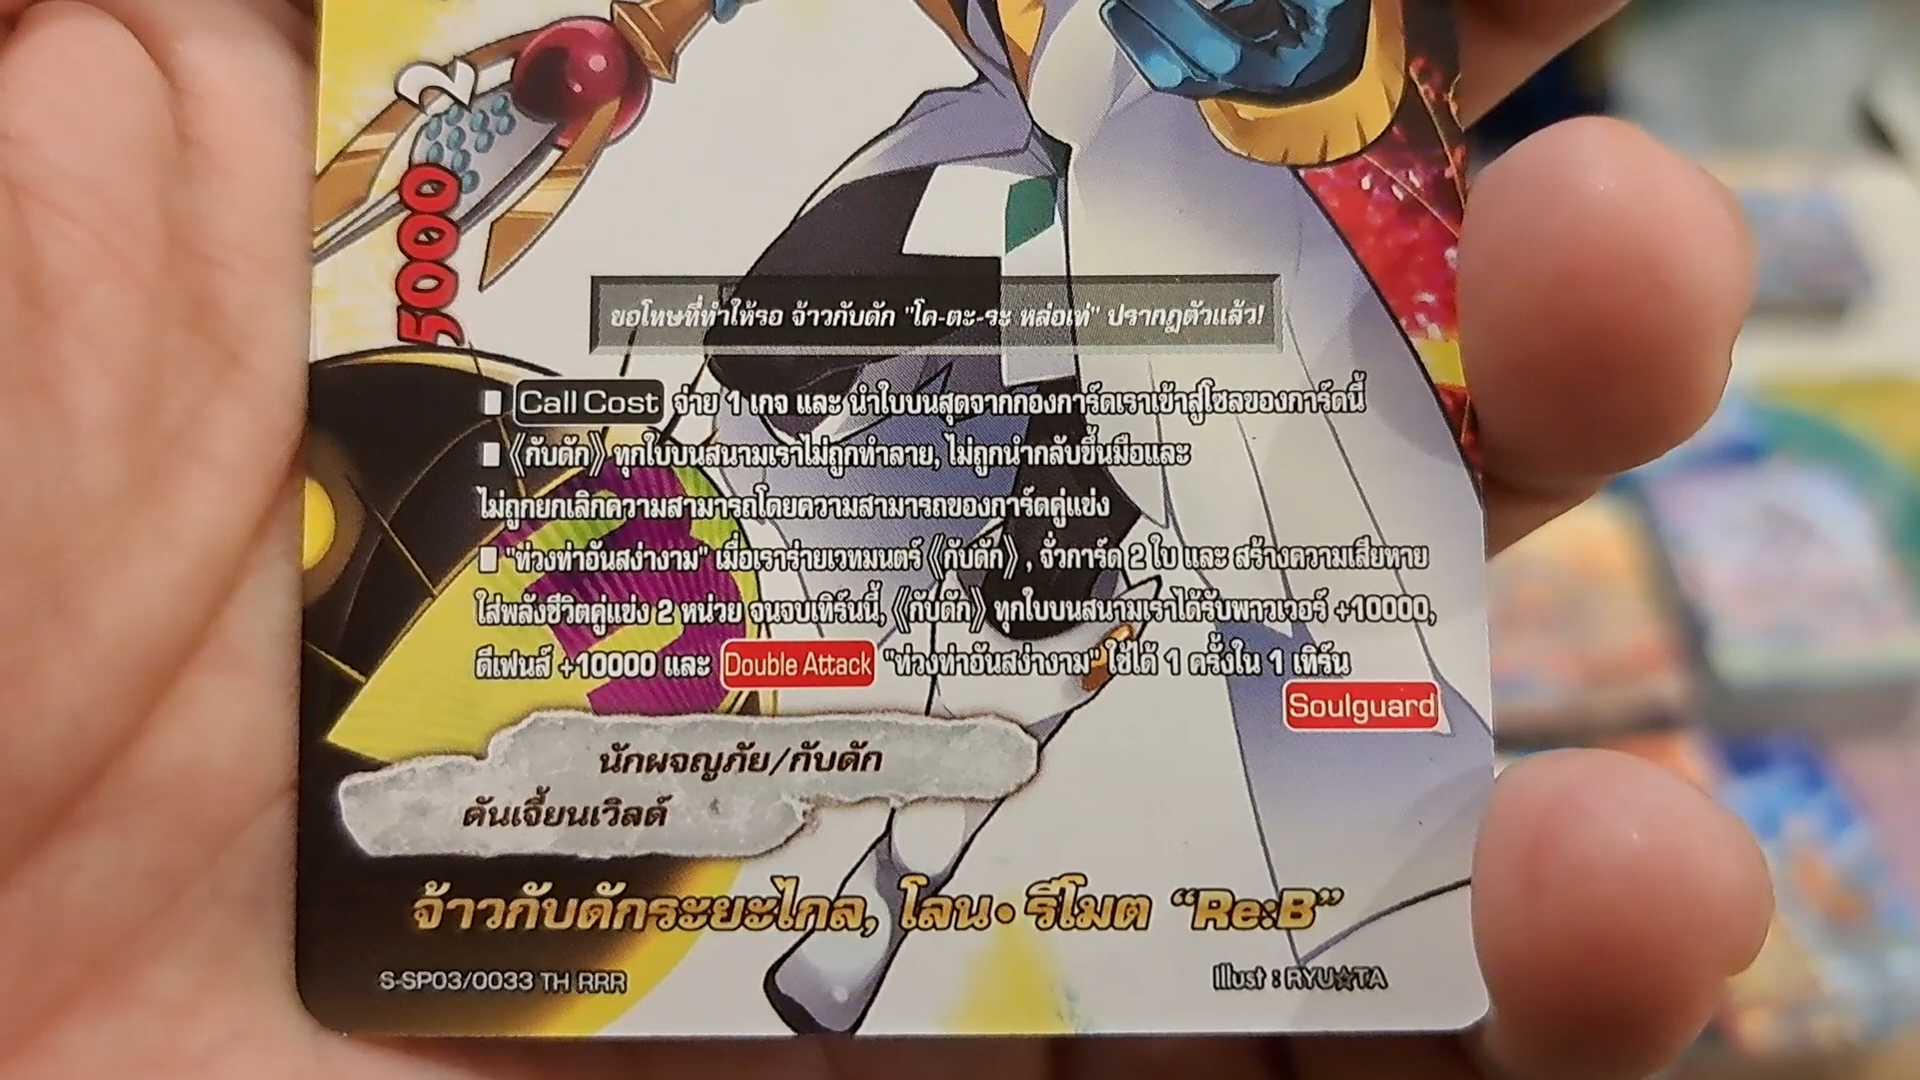 2
5000
ขอโทษที่ทำให้รอ จ้าวกับดัก "โค-ตะ-ระ หล่อเท่" ปรากฏตัวแล้ว!
■ Call Cost จ่าย 1 เกจ และ นำใบบนสุดจากกองการ์ดเราเข้าสู่โซลของการ์ดนี้
■《กับดัก》ทุกใบบนสนามเราไม่ถูกทำลาย, ไม่ถูกนำกลับขึ้นมือและ
ไม่ถูกยกเลิกความสามารถโดยความสามารถของการ์ดคู่แข่ง
■ "ท่วงท่าอันสง่างาม" เมื่อเราร่ายเวทมนตร์《กับดัก》, จั่วการ์ด 2 ใบ และ สร้างความเสียหาย
ใส่พลังชีวิตคู่แข่ง 2 หน่วย จนจบเทิร์นนี้,《กับดัก》ทุกใบบนสนามเราได้รับพาวเวอร์ +10000,
ดีเฟนส์ +10000 และ Double Attack "ท่วงท่าอันสง่างาม" ใช้ได้ 1 ครั้งใน 1 เทิร์น
Soulguard
นักผจญภัย/กับดัก
ดันเจี้ยนเวิลด์
จ้าวกับดักระยะไกล, โลน•รีโมต “Re:B”
S-SP03/0033 TH RRR
Illust : RYU☆TA